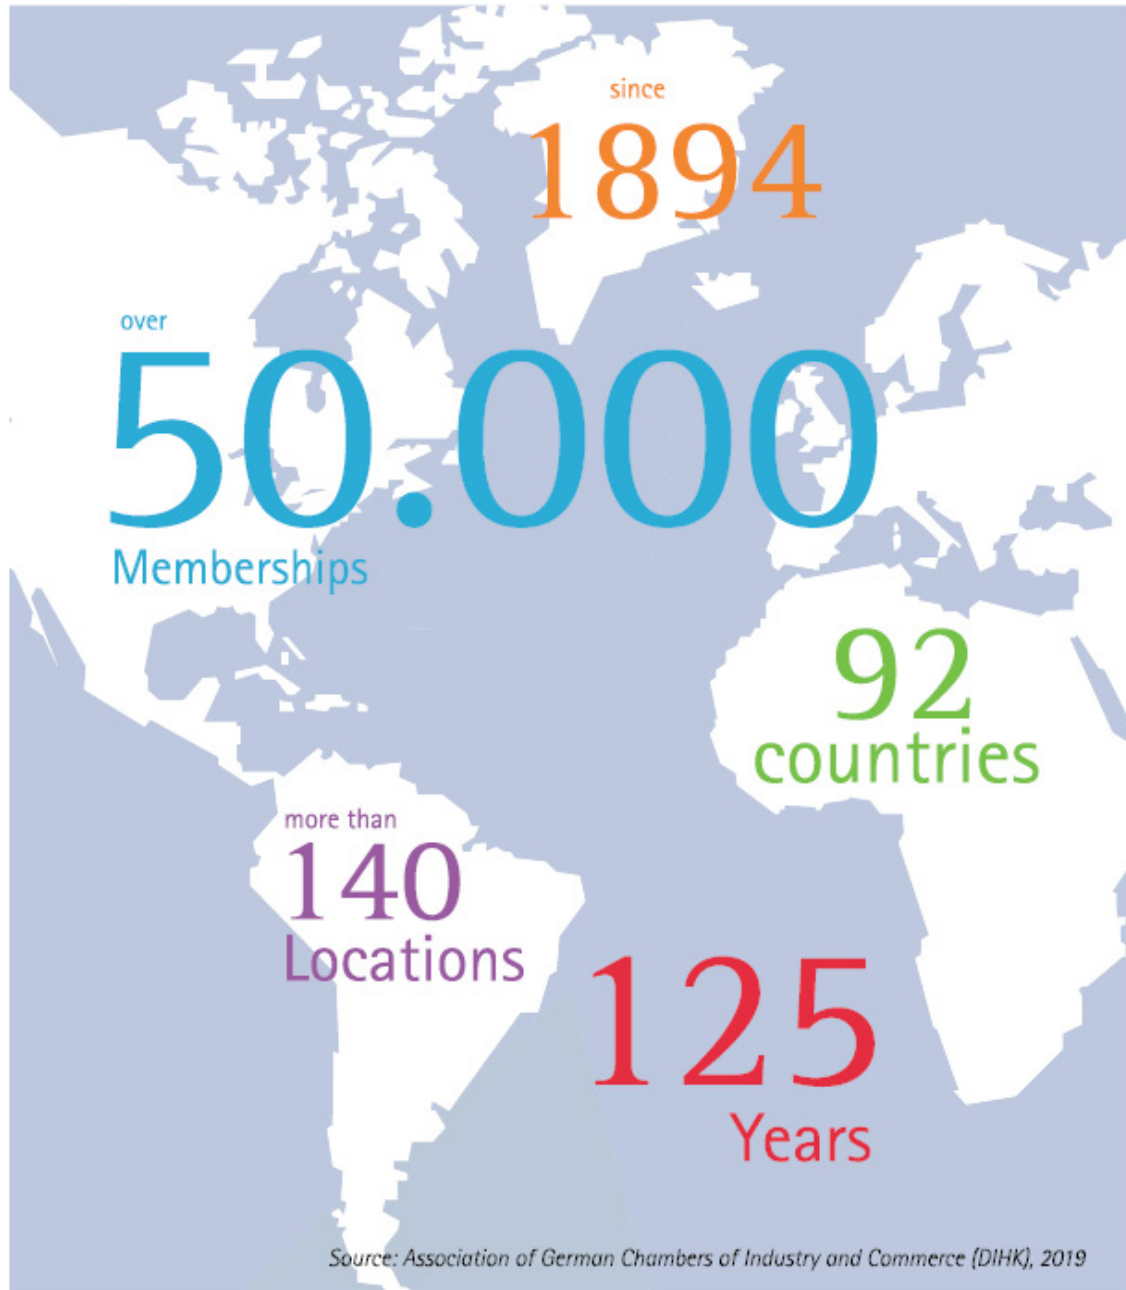 since
1894
over
50.000
Memberships
92
countries
more than
140
Locations
125
Years
Source: Association of German Chambers of Industry and Commerce (DIHK), 2019